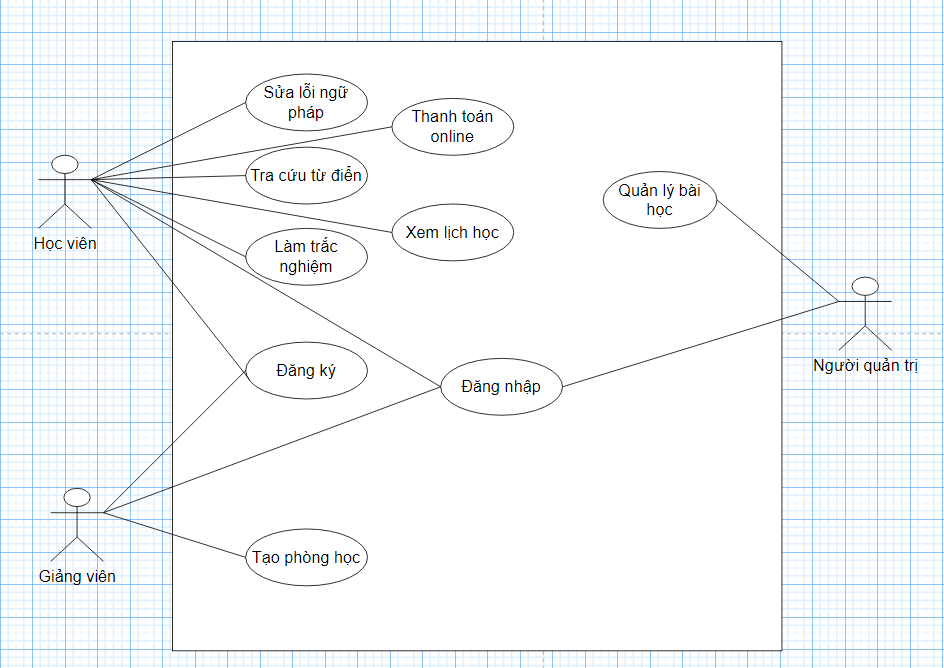 Sửa lỗi ngữ
pháp
Thanh toán
online
Tra cứu từ điển
Quản lý bài
học
Xem lịch học
Học viên
Làm trắc
nghiệm
Người quản trị
Đăng ký
Đăng nhập
Tạo phòng học
Giảng viên